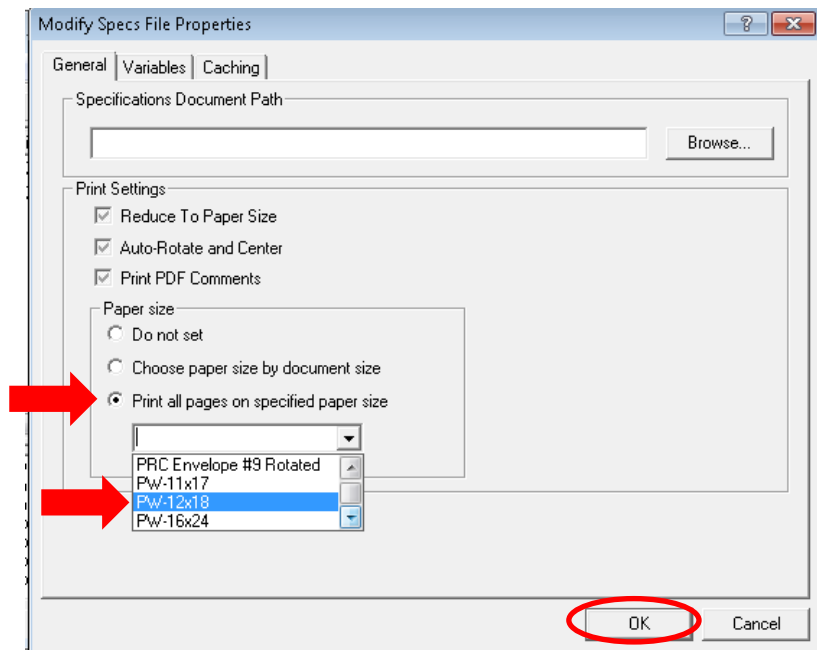 Modify Specs File Properties
General Variables Caching
Specifications Document Path
Browse...
Print Settings
Reduce To Paper Size
Auto-Rotate and Center
Print PDF Comments
Paper size
Do not set
Choose paper size by document size
Print all pages on specified paper size
PRC Envelope #9 Rotated
PW-11x17
PW-12x18
PW-16x24
OK Cancel